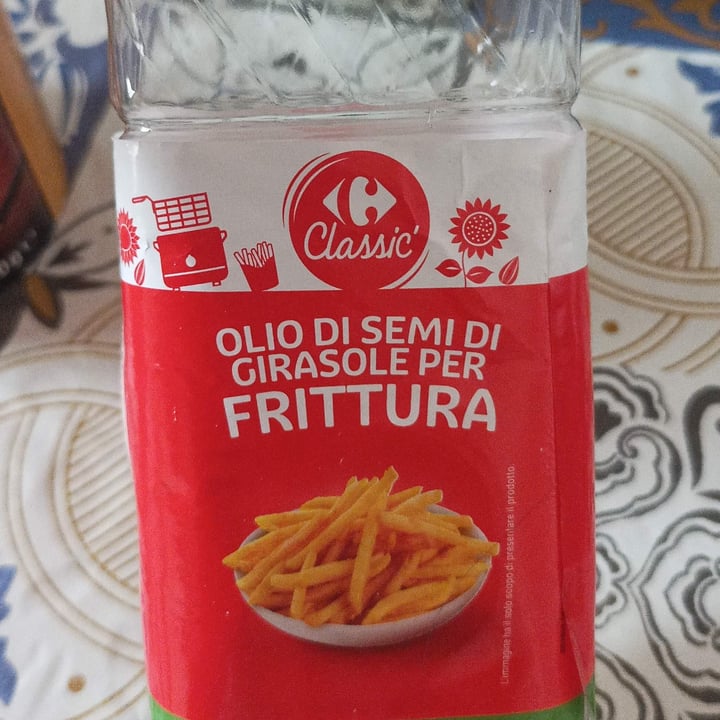 Classic'
OLIO DI SEMI DI
GIRASOLE PER
FRITTURA
L'immagine ha il solo scopo di presentare il prodotto.